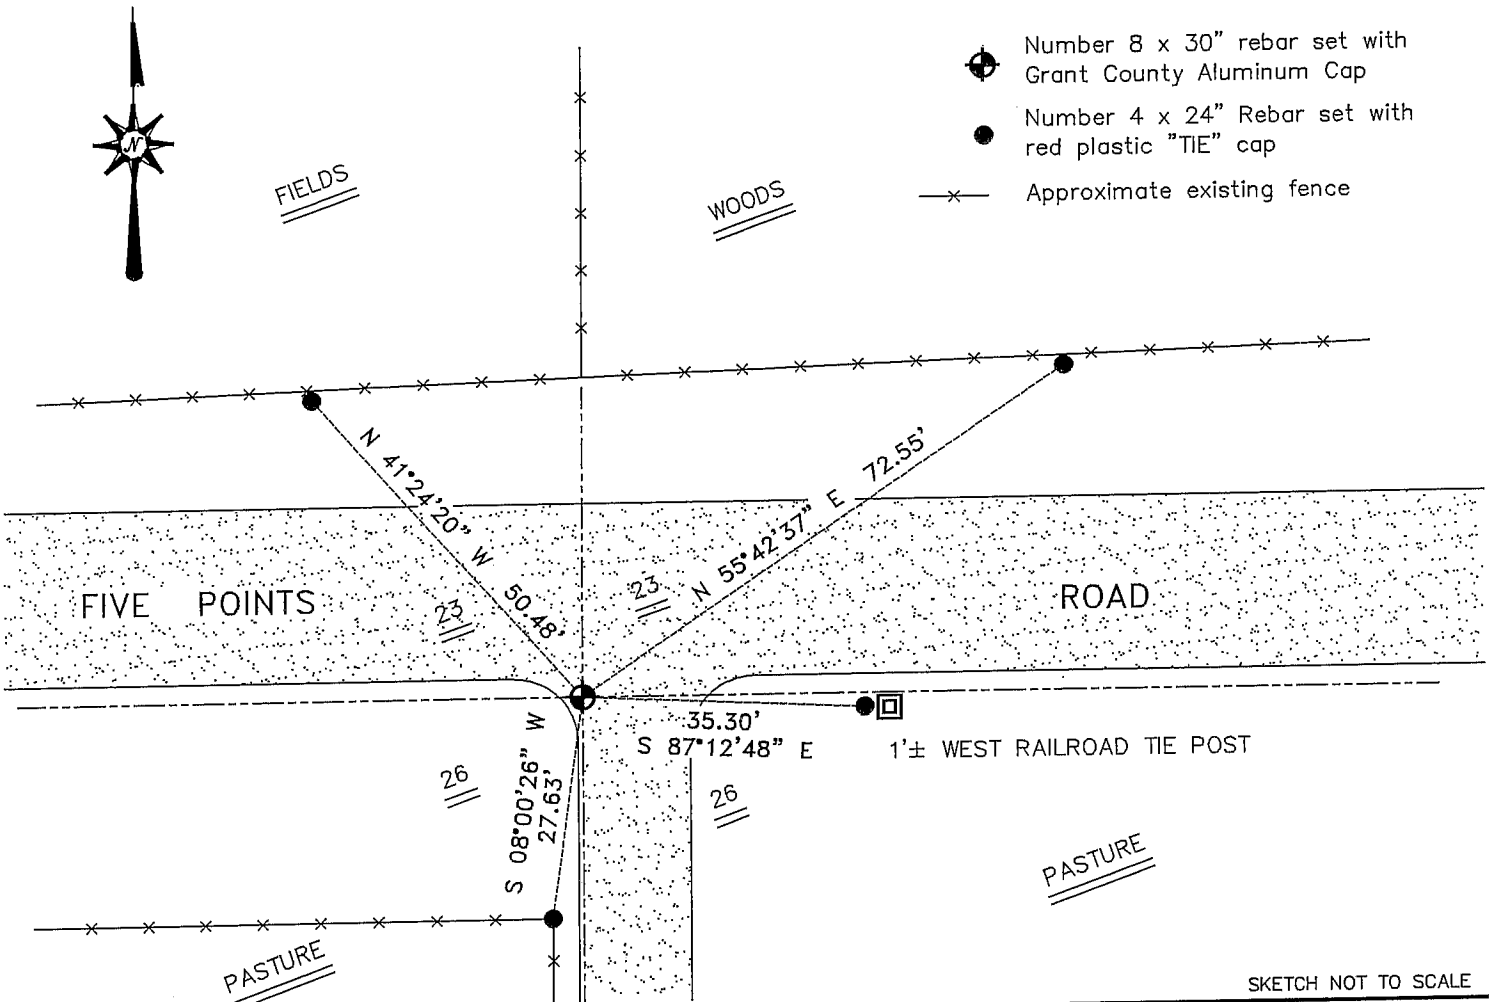 Number 8 x 30" rebar set with
Grant County Aluminum Cap
Number 4 x 24" Rebar set with
red plastic "TIE" cap
Approximate existing fence
N
FIELDS
WOODS
N 41°24'20" W 50.48'
N 55°42'37" E 72.55'
FIVE POINTS ROAD
23
23
35.30'
S 87°12'48" E
1'± WEST RAILROAD TIE POST
S 08°00'26" W
27.63'
26
26
PASTURE
PASTURE
SKETCH NOT TO SCALE